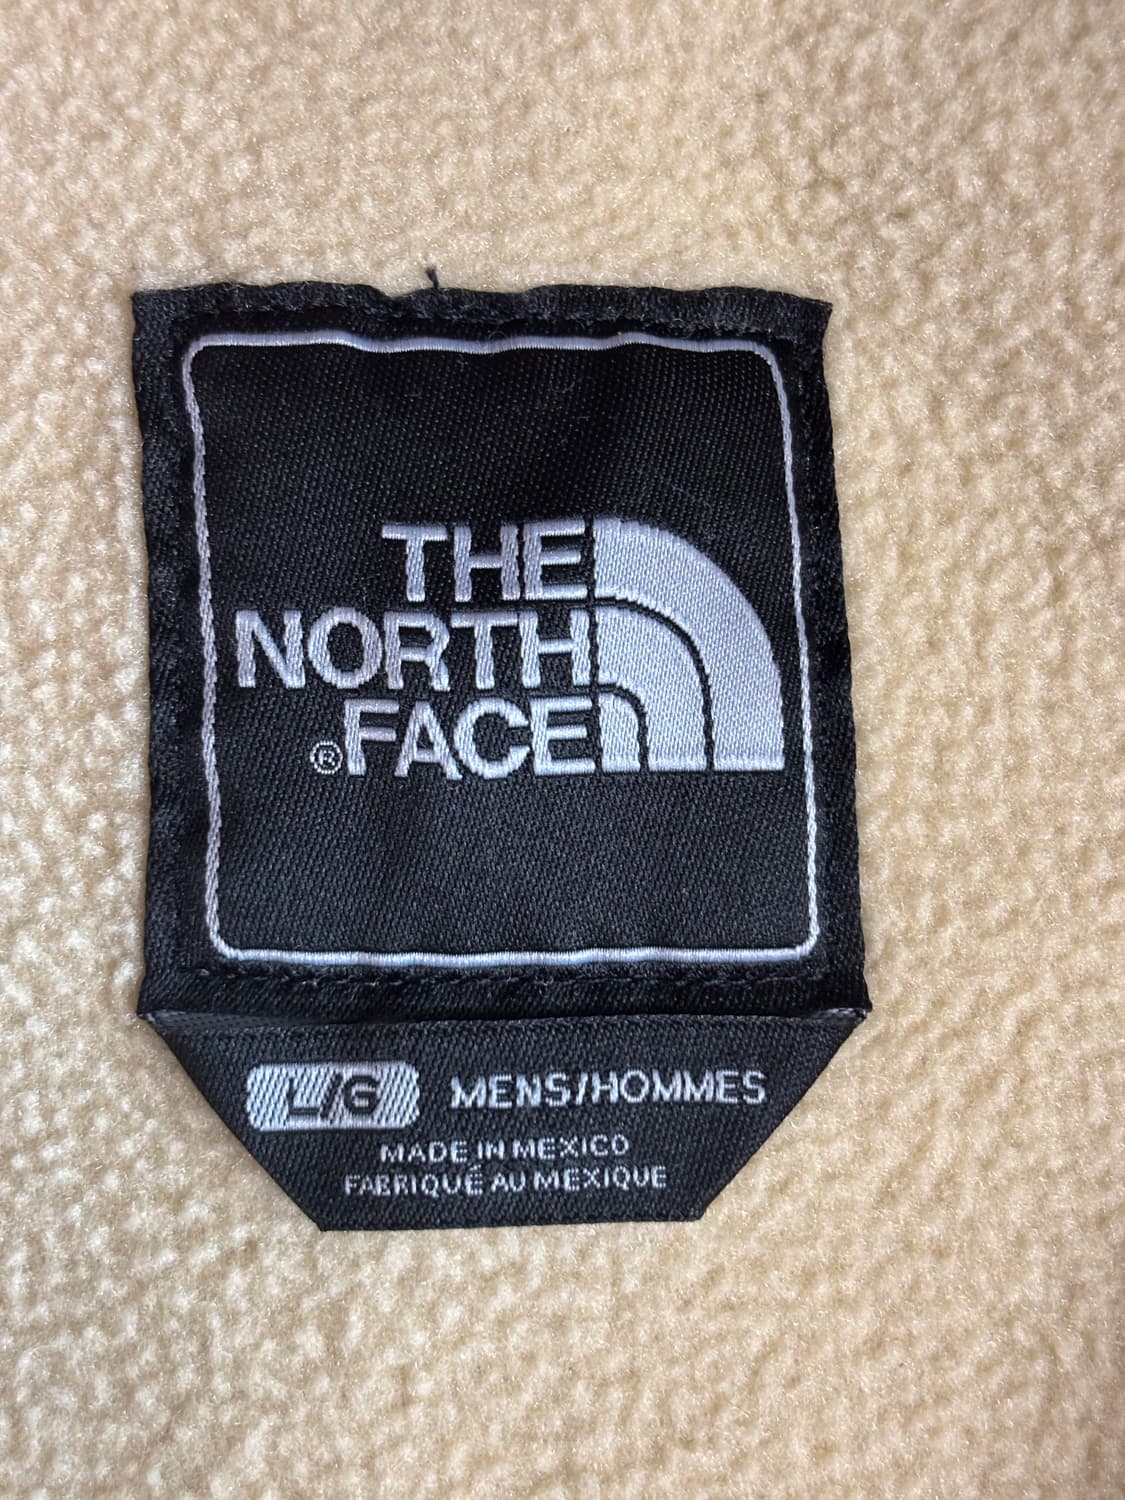 THE
NORTH
®FACE
L/G MENS/HOMMES
MADE IN MEXICO
FABRIQUÉ AU MEXIQUE